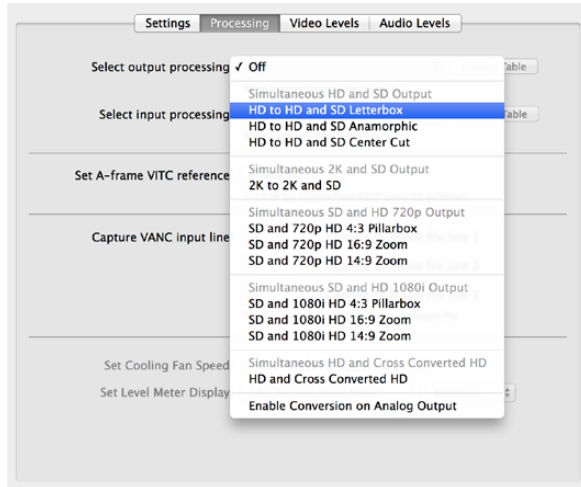 Settings Processing Video Levels Audio Levels
Select output processing ✓ Off
Table
Simultaneous HD and SD Output
Select input processing HD to HD and SD Letterbox
Table
HD to HD and SD Anamorphic
HD to HD and SD Center Cut
Simultaneous 2K and SD Output
Set A-frame VITC reference
2K to 2K and SD
Simultaneous SD and HD 720p Output
SD and 720p HD 4:3 Pillarbox
Capture VANC input line
SD and 720p HD 16:9 Zoom
SD and 720p HD 14:9 Zoom
Simultaneous SD and HD 1080i Output
SD and 1080i HD 4:3 Pillarbox
SD and 1080i HD 16:9 Zoom
SD and 1080i HD 14:9 Zoom
Simultaneous HD and Cross Converted HD
Set Cooling Fan Speed
HD and Cross Converted HD
Set Level Meter Display
Enable Conversion on Analog Output